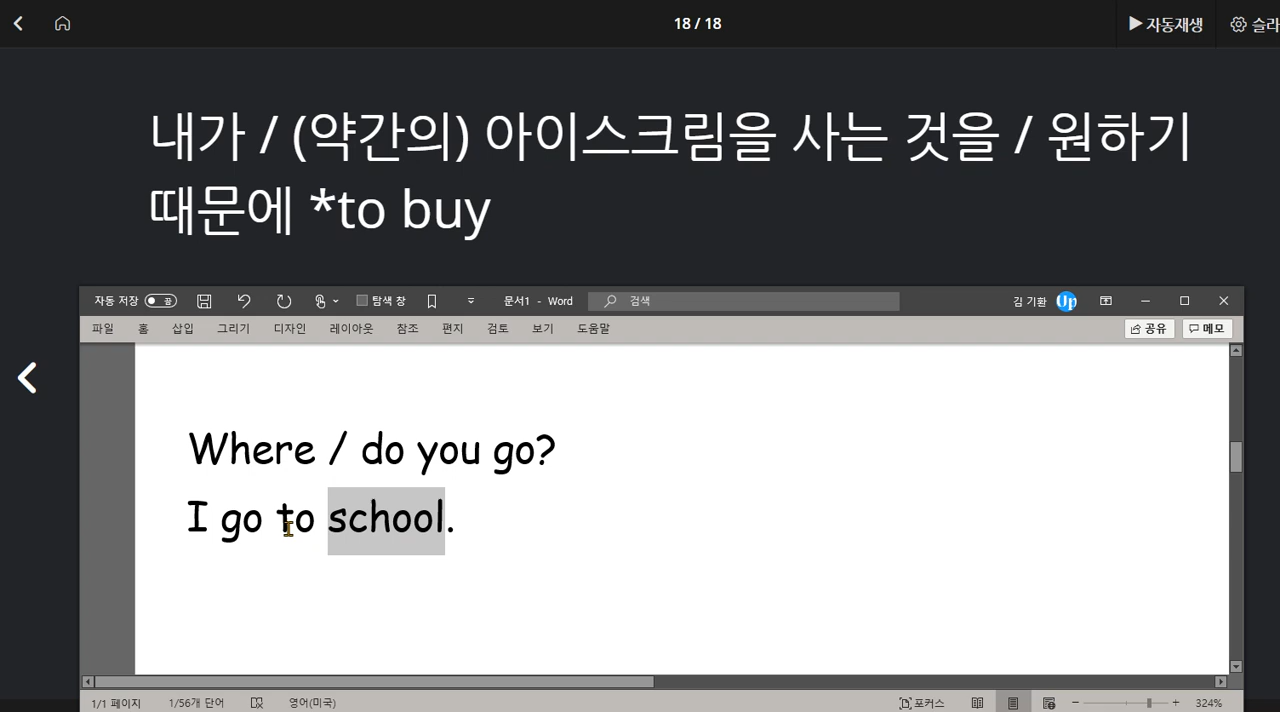 18 / 18
▶ 자동재생
슬라
내가 / (약간의) 아이스크림을 사는 것을 / 원하기
때문에 *to buy
자동 저장 끔 탐색 창 문서1 - Word 검색 김 기환 Up
파일 홈 삽입 그리기 디자인 레이아웃 참조 편지 검토 보기 도움말 공유 메모
Where / do you go?
I go to school.
1/1 페이지 1/56개 단어 영어(미국) 포커스 324%